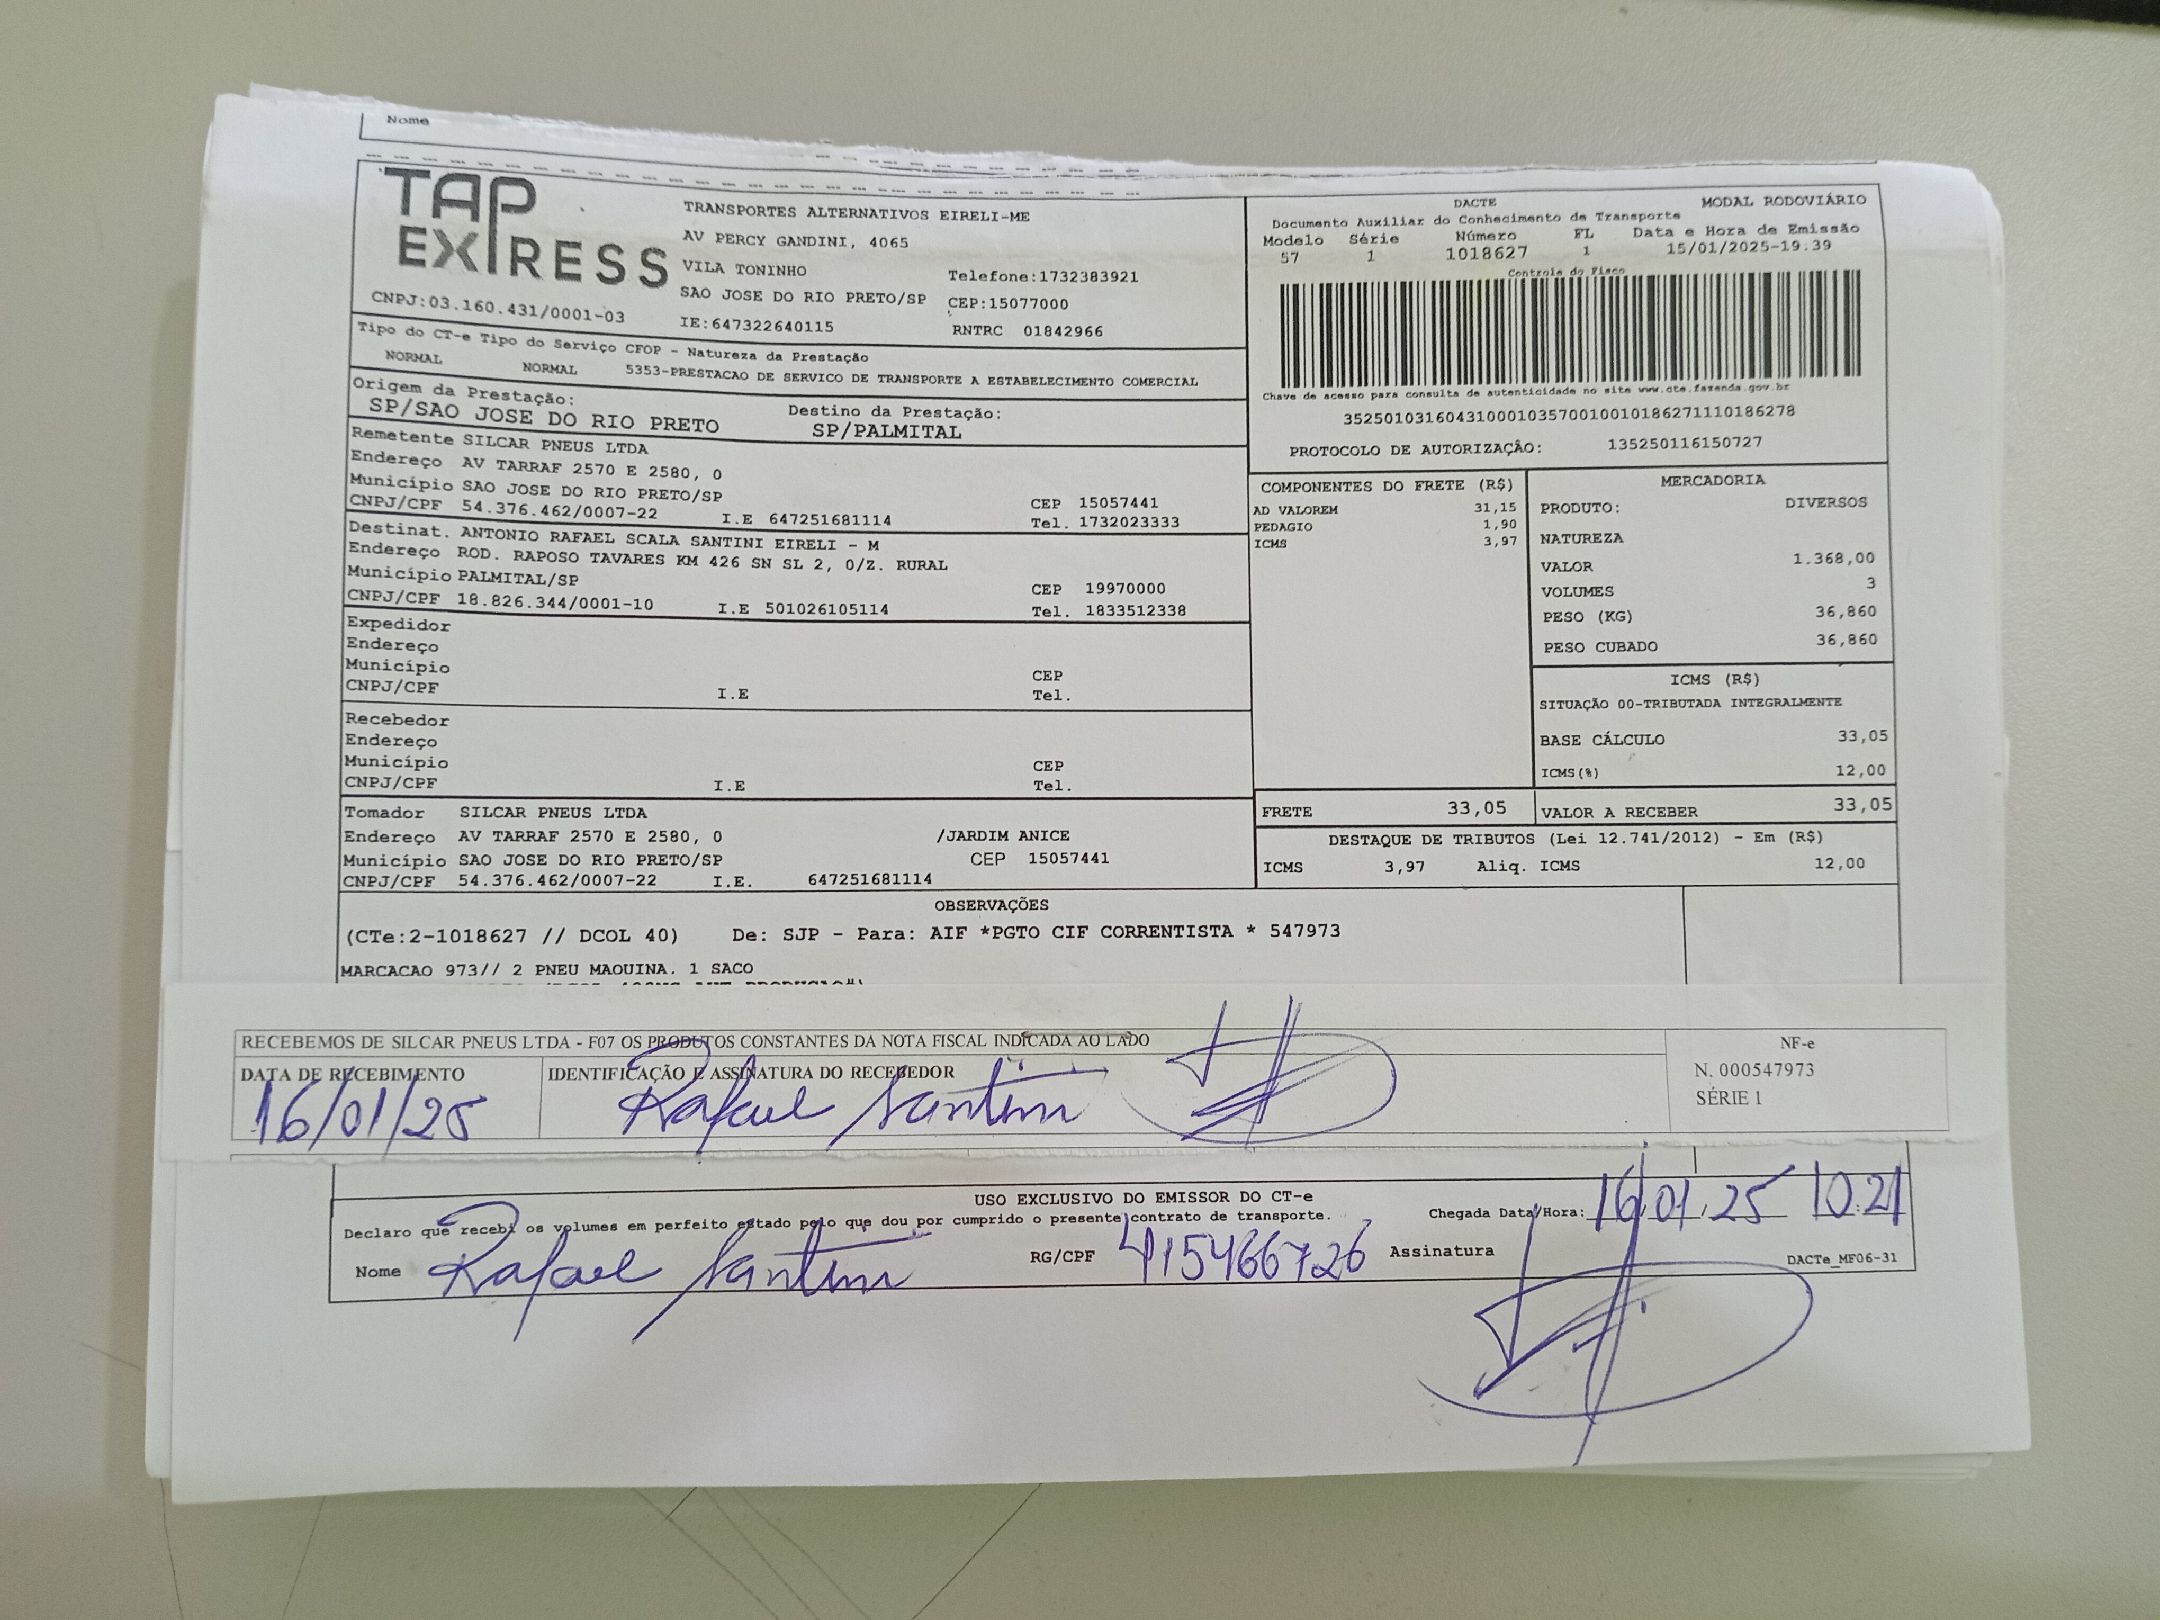 Nome
TAP
EXPRESS
CNPJ:03.160.431/0001-03
TRANSPORTES ALTERNATIVOS EIRELI-ME
AV PERCY GANDINI, 4065
VILA TONINHO
Telefone:1732383921
SAO JOSE DO RIO PRETO/SP CEP:15077000
IE:647322640115 RNTRC 01842966
DACTE MODAL RODOVIÁRIO
Documento Auxiliar do Conhecimento de Transporte
Modelo Série Número FL Data e Hora de Emissão
57 1 1018627 1 15/01/2025-19.39
Controle do Fisco
Chave de acesso para consulta de autenticidade no site www.cte.fazenda.gov.br
35250103160431000103570010010186271110186278
PROTOCOLO DE AUTORIZAÇÃO: 135250116150727
Tipo do CT-e Tipo do Serviço CFOP - Natureza da Prestação
NORMAL NORMAL 5353-PRESTACAO DE SERVICO DE TRANSPORTE A ESTABELECIMENTO COMERCIAL
Origem da Prestação: Destino da Prestação:
SP/SAO JOSE DO RIO PRETO SP/PALMITAL
Remetente SILCAR PNEUS LTDA
Endereço AV TARRAF 2570 E 2580, 0
Município SAO JOSE DO RIO PRETO/SP CEP 15057441
CNPJ/CPF 54.376.462/0007-22 I.E 647251681114 Tel. 1732023333
Destinat. ANTONIO RAFAEL SCALA SANTINI EIRELI - M
Endereço ROD. RAPOSO TAVARES KM 426 SN SL 2, 0/Z. RURAL
Município PALMITAL/SP CEP 19970000
CNPJ/CPF 18.826.344/0001-10 I.E 501026105114 Tel. 1833512338
Expedidor
Endereço
Município CEP
CNPJ/CPF I.E Tel.
Recebedor
Endereço
Município CEP
CNPJ/CPF I.E Tel.
Tomador SILCAR PNEUS LTDA
Endereço AV TARRAF 2570 E 2580, 0 /JARDIM ANICE
Município SAO JOSE DO RIO PRETO/SP CEP 15057441
CNPJ/CPF 54.376.462/0007-22 I.E. 647251681114
COMPONENTES DO FRETE (R$)
AD VALOREM 31,15
PEDAGIO 1,90
ICMS 3,97
MERCADORIA
PRODUTO: DIVERSOS
NATUREZA
VALOR 1.368,00
VOLUMES 3
PESO (KG) 36,860
PESO CUBADO 36,860
ICMS (R$)
SITUAÇÃO 00-TRIBUTADA INTEGRALMENTE
BASE CÁLCULO 33,05
ICMS(%) 12,00
FRETE 33,05 VALOR A RECEBER 33,05
DESTAQUE DE TRIBUTOS (Lei 12.741/2012) - Em (R$)
ICMS 3,97 Aliq. ICMS 12,00
OBSERVAÇÕES
(CTe:2-1018627 // DCOL 40) De: SJP - Para: AIF *PGTO CIF CORRENTISTA * 547973
MARCACAO 973// 2 PNEU MAQUINA. 1 SACO
RECEBEMOS DE SILCAR PNEUS LTDA - F07 OS PRODUTOS CONSTANTES DA NOTA FISCAL INDICADA AO LADO
NF-e
N. 000547973
SÉRIE 1
DATA DE RECEBIMENTO IDENTIFICAÇÃO E ASSINATURA DO RECEBEDOR
16/01/25 Rafael Santini
USO EXCLUSIVO DO EMISSOR DO CT-e
Declaro que recebi os volumes em perfeito estado pelo que dou por cumprido o presente contrato de transporte. Chegada Data/Hora: 16/01/25 10:21
Nome Rafael Santini RG/CPF 415466726 Assinatura
DACTe_MF06-31